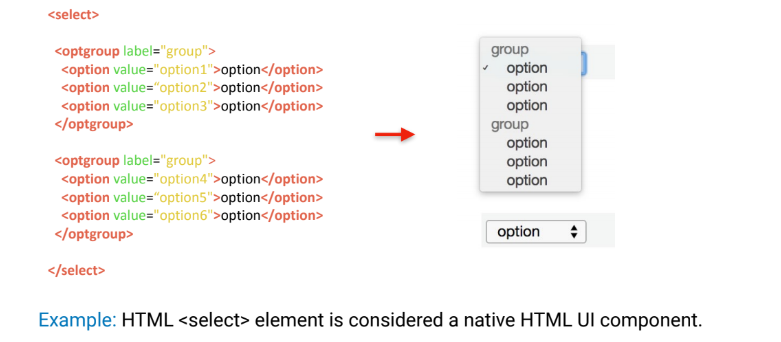 <select>
<optgroup label="group">
<option value="option1">option</option>
<option value=“option2">option</option>
<option value="option3">option</option>
</optgroup>
<optgroup label="group">
<option value="option4">option</option>
<option value=“option5">option</option>
<option value="option6">option</option>
</optgroup>
</select>
group
✓ option
option
option
group
option
option
option
option
Example: HTML <select> element is considered a native HTML UI component.